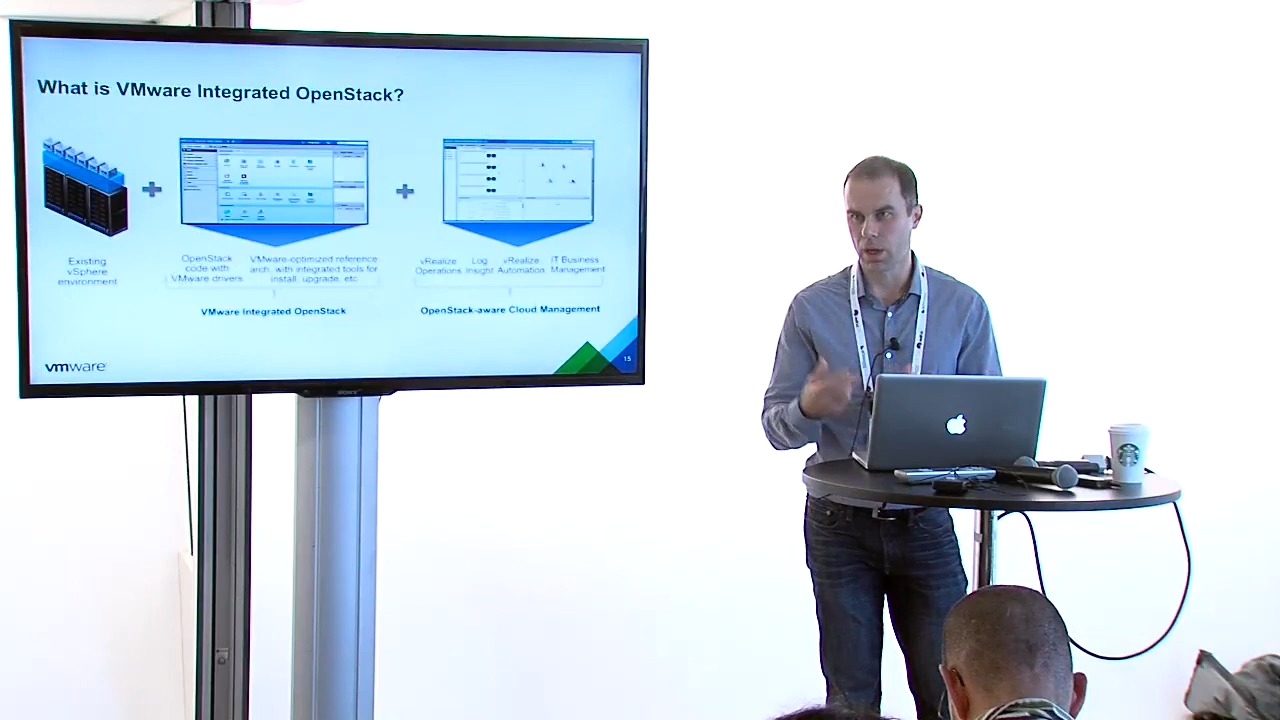 What is VMware Integrated OpenStack?
Existing
vSphere
environment
OpenStack
code with
VMware drivers
VMware-optimized reference
arch, with integrated tools for
install, upgrade, etc
VMware Integrated OpenStack
vRealize
Operations
Log
Insight
vRealize
Automation
IT Business
Management
OpenStack-aware Cloud Management
vmware
15
SONY